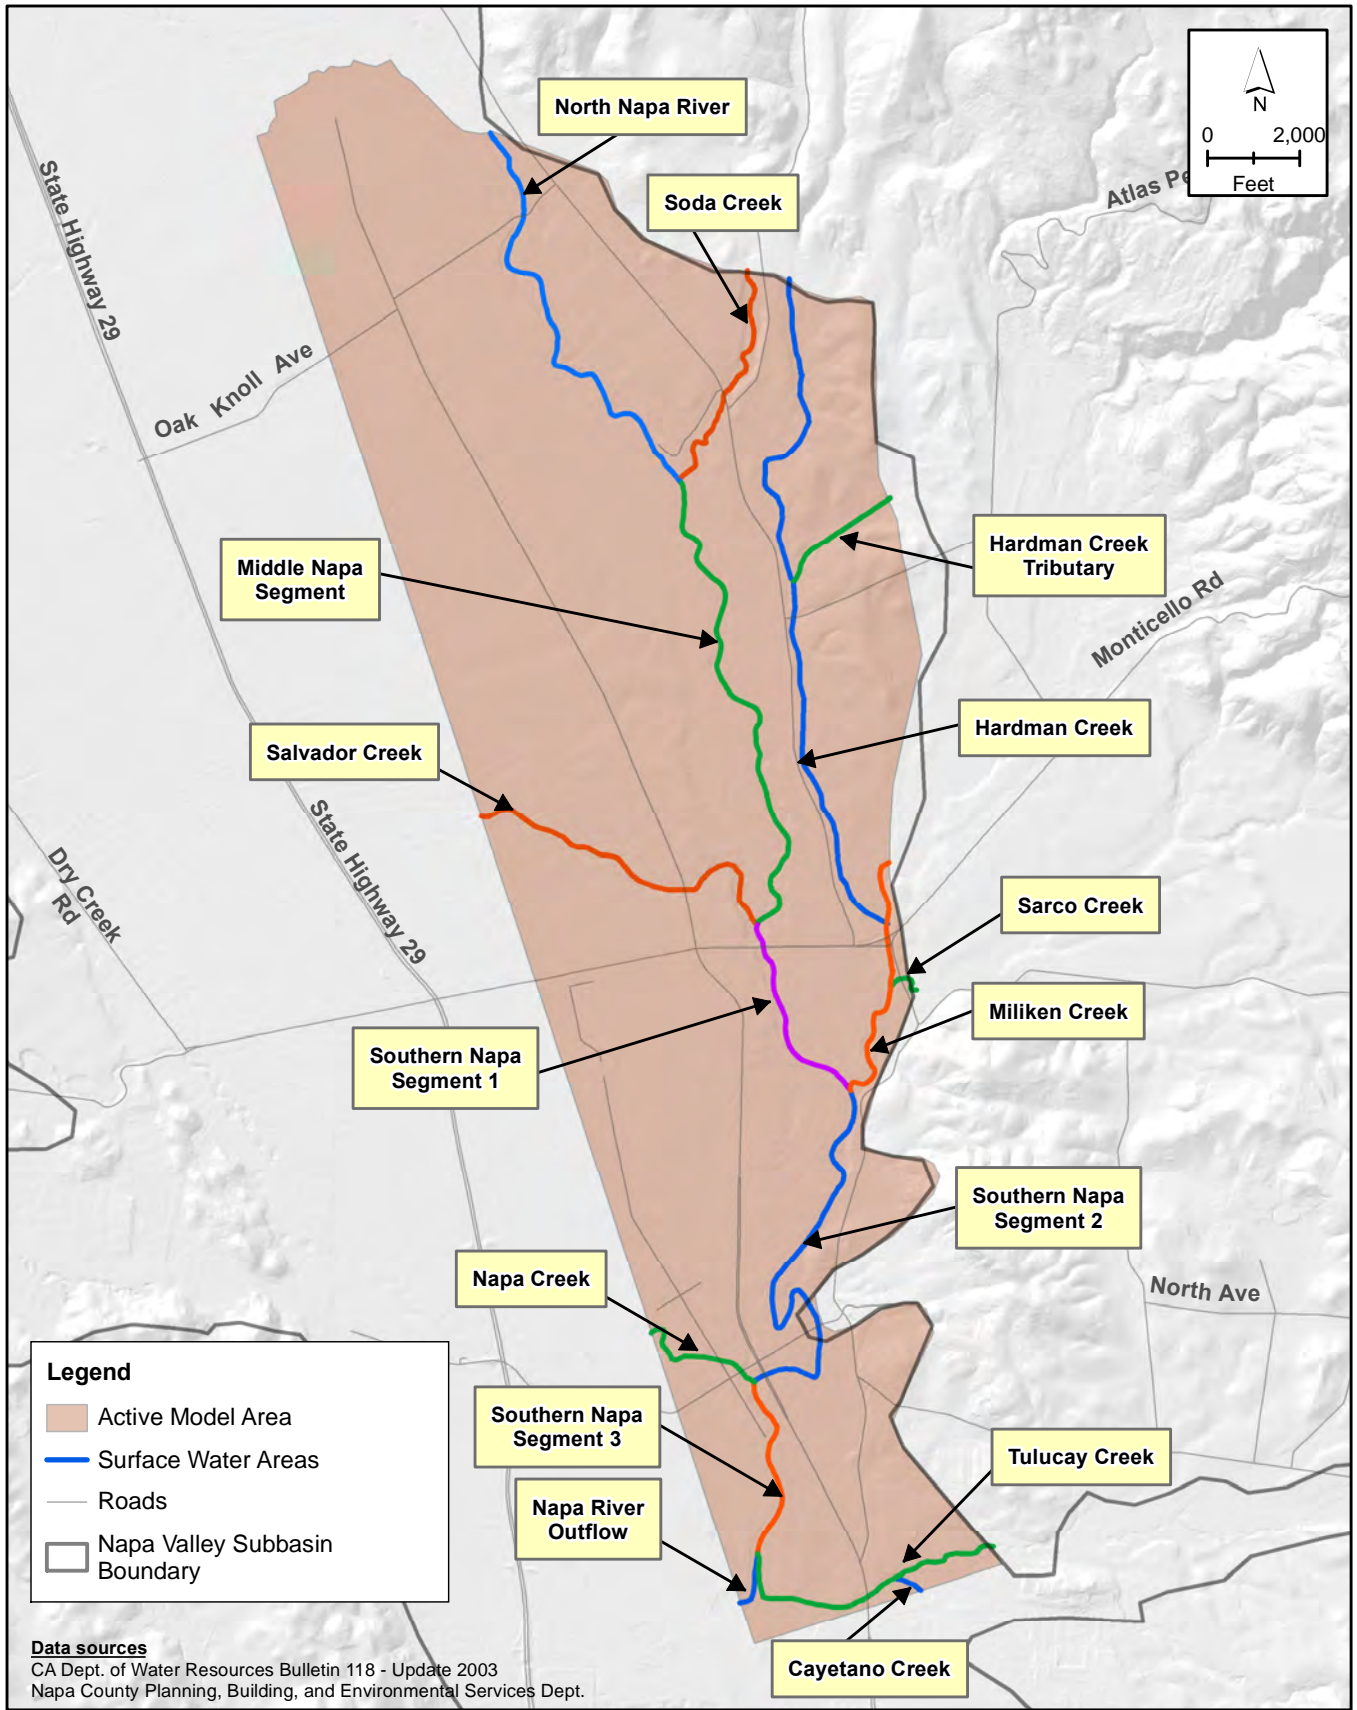 North Napa River
N
0 2,000
Feet
Soda Creek
Atlas Pe
State Highway 29
Oak Knoll Ave
Hardman Creek
Tributary
Middle Napa
Segment
Monticello Rd
Hardman Creek
Salvador Creek
State Highway 29
Dry Creek
Rd
Sarco Creek
Miliken Creek
Southern Napa
Segment 1
Southern Napa
Segment 2
Napa Creek
North Ave
Legend
Active Model Area
Surface Water Areas
Roads
Napa Valley Subbasin
Boundary
Southern Napa
Segment 3
Tulucay Creek
Napa River
Outflow
Cayetano Creek
Data sources
CA Dept. of Water Resources Bulletin 118 - Update 2003
Napa County Planning, Building, and Environmental Services Dept.